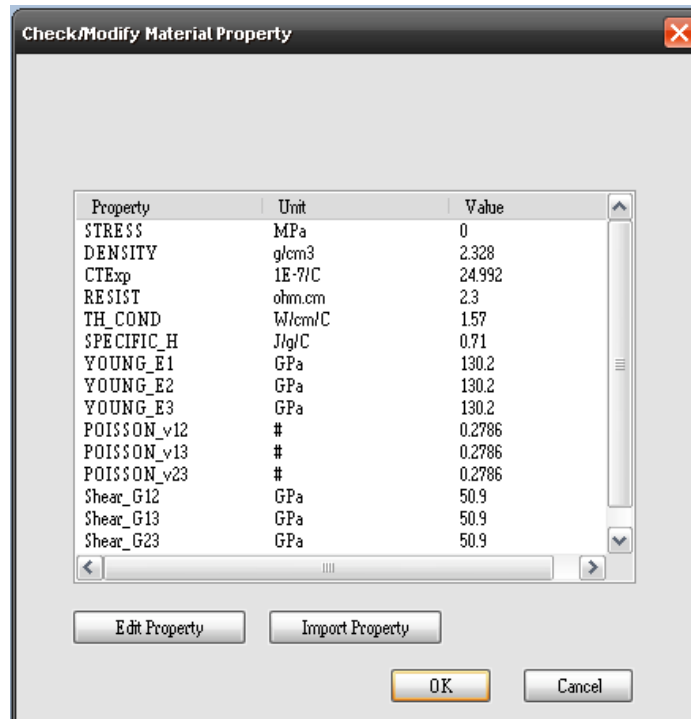 Check/Modify Material Property
Property Unit Value
STRESS MPa 0
DENSITY g/cm3 2.328
CTExp 1E-7/C 24.992
RESIST ohm.cm 2.3
TH_COND W/cm/C 1.57
SPECIFIC_H J/g/C 0.71
YOUNG_E1 GPa 130.2
YOUNG_E2 GPa 130.2
YOUNG_E3 GPa 130.2
POISSON_v12 # 0.2786
POISSON_v13 # 0.2786
POISSON_v23 # 0.2786
Shear_G12 GPa 50.9
Shear_G13 GPa 50.9
Shear_G23 GPa 50.9
Edit Property Import Property
OK Cancel